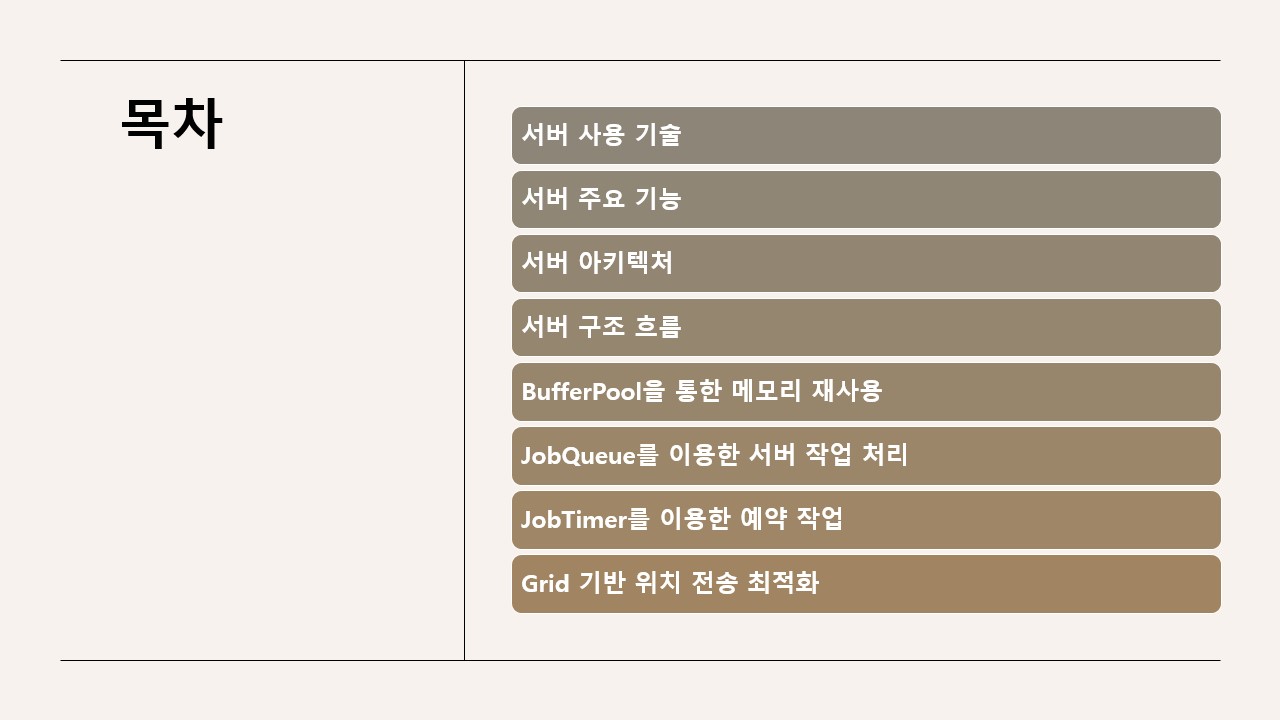 목차
서버 사용 기술
서버 주요 기능
서버 아키텍처
서버 구조 흐름
BufferPool을 통한 메모리 재사용
JobQueue를 이용한 서버 작업 처리
JobTimer를 이용한 예약 작업
Grid 기반 위치 전송 최적화